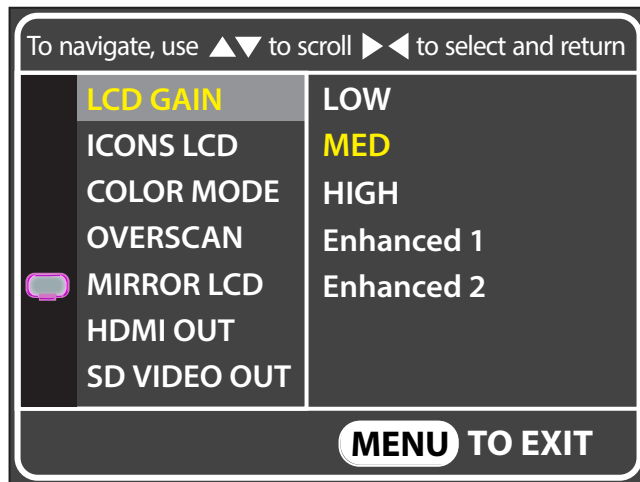 To navigate, use ▲▼ to scroll ▶◀ to select and return
LCD GAIN
ICONS LCD
COLOR MODE
OVERSCAN
MIRROR LCD
HDMI OUT
SD VIDEO OUT
LOW
MED
HIGH
Enhanced 1
Enhanced 2
MENU TO EXIT